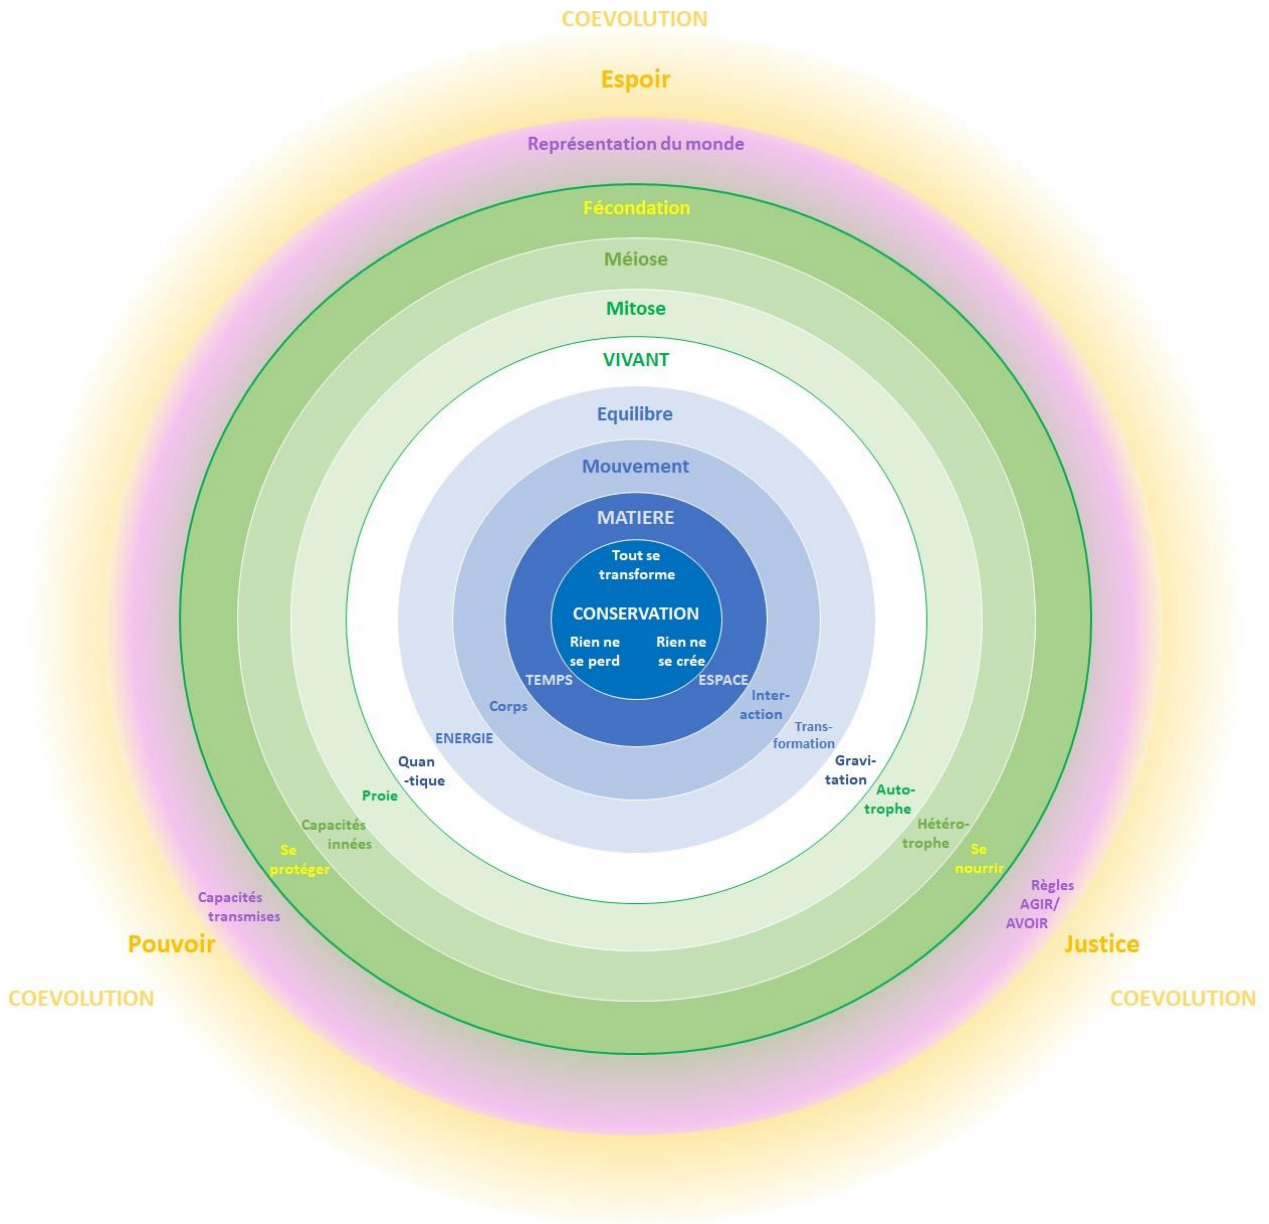 COEVOLUTION
Espoir
Représentation du monde
Fécondation
Méiose
Mitose
VIVANT
Equilibre
Mouvement
MATIERE
Tout se
transforme
CONSERVATION
Rien ne
se perd
Rien ne
se crée
TEMPS
ESPACE
Corps
Inter-
action
ENERGIE
Trans-
formation
Quan
-tique
Gravi-
tation
Proie
Auto-
trophe
Capacités
innées
Hétéro-
trophe
Se
protéger
Se
nourrir
Capacités
transmises
Règles
AGIR/
AVOIR
Pouvoir
Justice
COEVOLUTION
COEVOLUTION